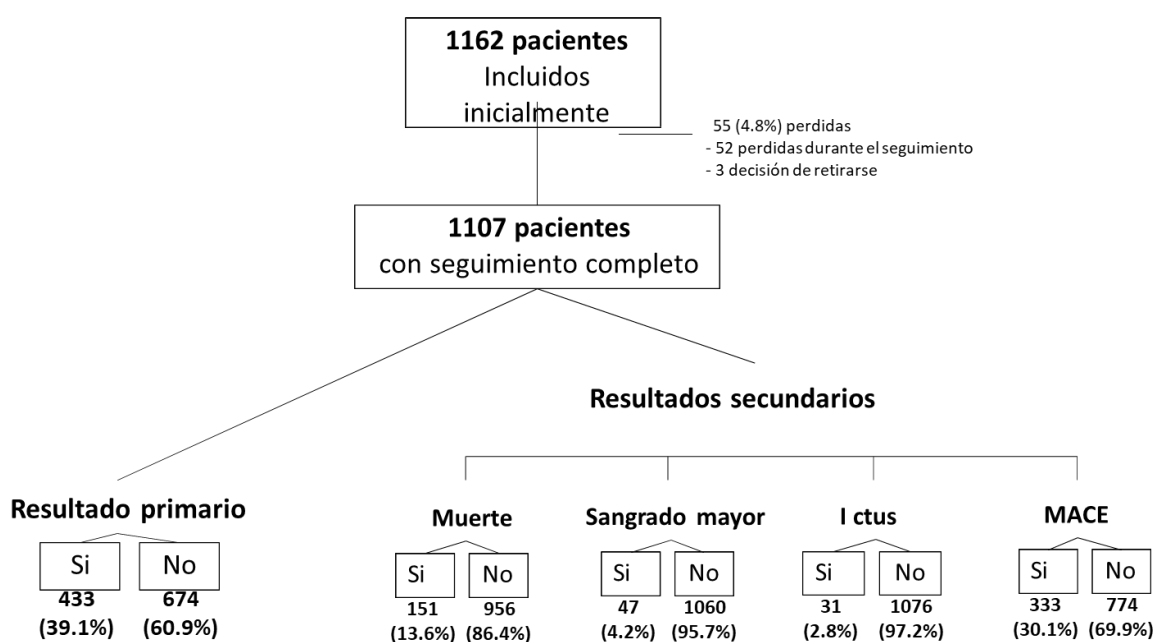 1162 pacientes
Incluidos
inicialmente
55 (4.8%) perdidas
- 52 perdidas durante el seguimiento
- 3 decisión de retirarse
1107 pacientes
con seguimiento completo
Resultados secundarios
Resultado primario
Si No
433 674
(39.1%) (60.9%)
Muerte Sangrado mayor I ctus MACE
Si No Si No Si No Si No
151 956 47 1060 31 1076 333 774
(13.6%) (86.4%) (4.2%) (95.7%) (2.8%) (97.2%) (30.1%) (69.9%)